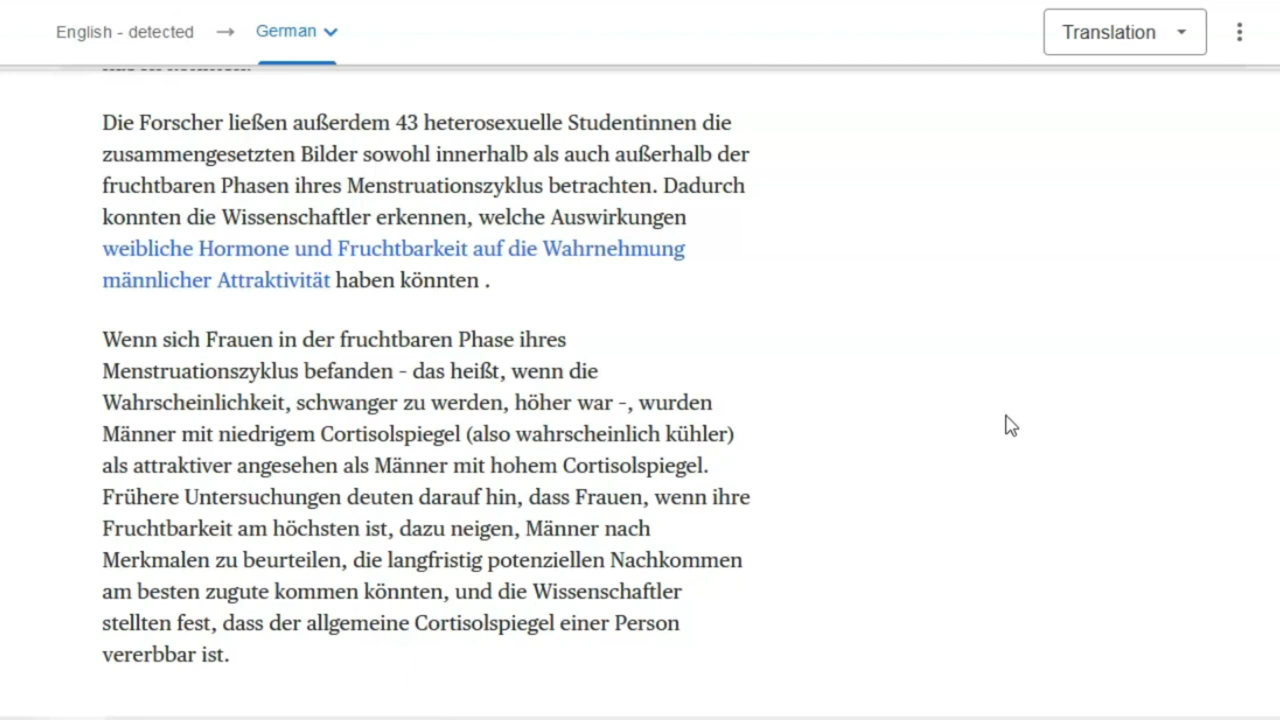 English - detected → German
Translation
Die Forscher ließen außerdem 43 heterosexuelle Studentinnen die
zusammengesetzten Bilder sowohl innerhalb als auch außerhalb der
fruchtbaren Phasen ihres Menstruationszyklus betrachten. Dadurch
konnten die Wissenschaftler erkennen, welche Auswirkungen
weibliche Hormone und Fruchtbarkeit auf die Wahrnehmung
männlicher Attraktivität haben könnten .
Wenn sich Frauen in der fruchtbaren Phase ihres
Menstruationszyklus befanden – das heißt, wenn die
Wahrscheinlichkeit, schwanger zu werden, höher war –, wurden
Männer mit niedrigem Cortisolspiegel (also wahrscheinlich kühler)
als attraktiver angesehen als Männer mit hohem Cortisolspiegel.
Frühere Untersuchungen deuten darauf hin, dass Frauen, wenn ihre
Fruchtbarkeit am höchsten ist, dazu neigen, Männer nach
Merkmalen zu beurteilen, die langfristig potenziellen Nachkommen
am besten zugute kommen könnten, und die Wissenschaftler
stellten fest, dass der allgemeine Cortisolspiegel einer Person
vererbbar ist.